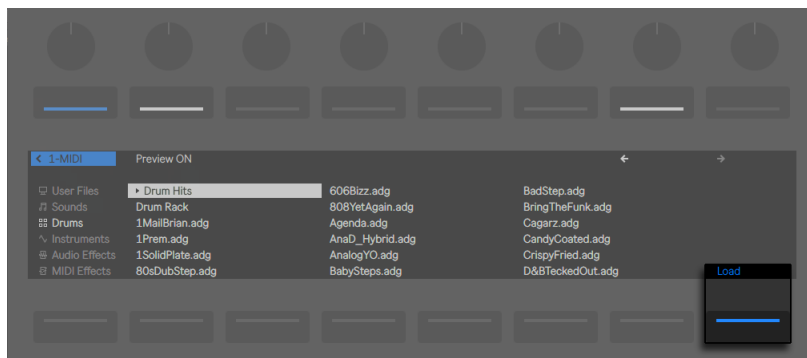 < 1-MIDI Preview ON ← →
User Files ▸ Drum Hits 606Bizz.adg BadStep.adg
Sounds Drum Rack 808YetAgain.adg BringTheFunk.adg
Drums 1MailBrian.adg Agenda.adg Cagarz.adg
Instruments 1Prem.adg AnaD_Hybrid.adg CandyCoated.adg
Audio Effects 1SolidPlate.adg AnalogYO.adg CrispyFried.adg
MIDI Effects 80sDubStep.adg BabySteps.adg D&BTeckedOut.adg Load